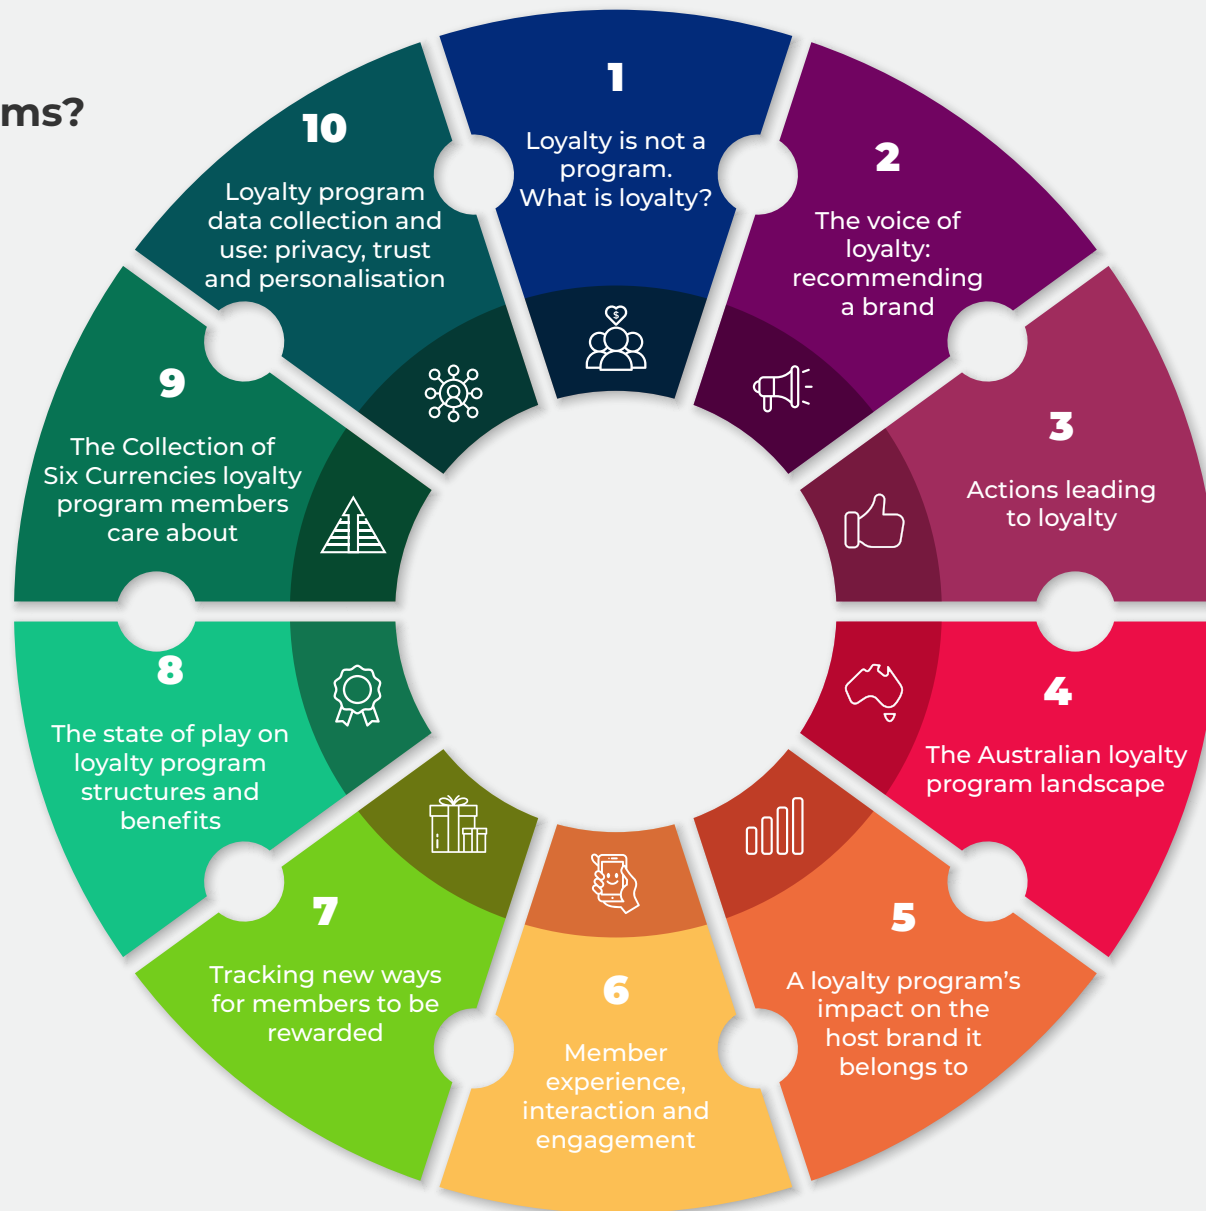 ms?
1
Loyalty is not a
program.
What is loyalty?
2
The voice of
loyalty:
recommending
a brand
3
Actions leading
to loyalty
4
The Australian loyalty
program landscape
5
A loyalty program’s
impact on the
host brand it
belongs to
6
Member
experience,
interaction and
engagement
7
Tracking new ways
for members to be
rewarded
8
The state of play on
loyalty program
structures and
benefits
9
The Collection of
Six Currencies loyalty
program members
care about
10
Loyalty program
data collection and
use: privacy, trust
and personalisation
$